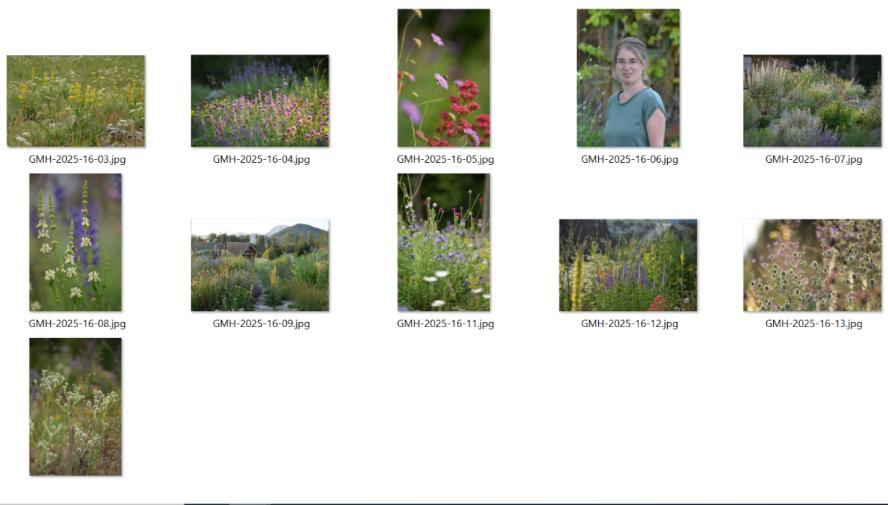 GMH-2025-16-03.jpg
GMH-2025-16-04.jpg
GMH-2025-16-05.jpg
GMH-2025-16-06.jpg
GMH-2025-16-07.jpg
GMH-2025-16-08.jpg
GMH-2025-16-09.jpg
GMH-2025-16-11.jpg
GMH-2025-16-12.jpg
GMH-2025-16-13.jpg